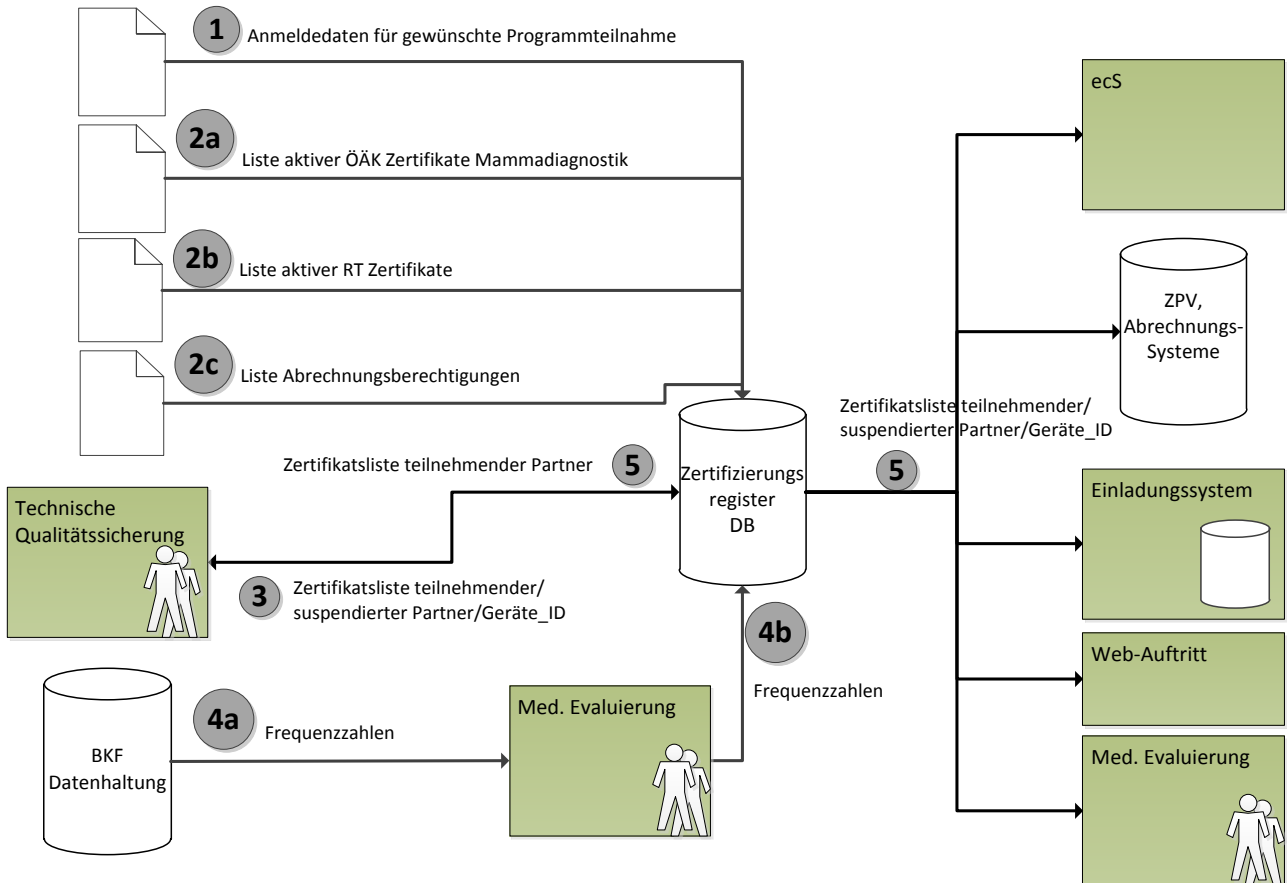 1
Anmeldedaten für gewünschte Programmteilnahme
2a
Liste aktiver ÖÄK Zertifikate Mammadiagnostik
2b
Liste aktiver RT Zertifikate
2c
Liste Abrechnungsberechtigungen
Zertifikatsliste teilnehmender Partner
5
Technische
Qualitätssicherung
3
Zertifikatsliste teilnehmender/
suspendierter Partner/Geräte_ID
Zertifizierungs
register
DB
4a
Frequenzzahlen
BKF
Datenhaltung
Med. Evaluierung
4b
Frequenzzahlen
Zertifikatsliste teilnehmender/
suspendierter Partner/Geräte_ID
5
ecS
ZPV,
Abrechnungs-
Systeme
Einladungssystem
Web-Auftritt
Med. Evaluierung